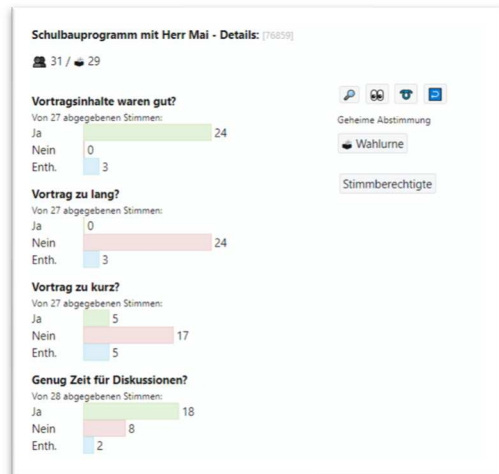 Schulbauprogramm mit Herr Mai - Details: [76859]
31 / 29
Vortragsinhalte waren gut?
Von 27 abgegebenen Stimmen:
Ja 24
Nein 0
Enth. 3
Vortrag zu lang?
Von 27 abgegebenen Stimmen:
Ja 0
Nein 24
Enth. 3
Vortrag zu kurz?
Von 27 abgegebenen Stimmen:
Ja 5
Nein 17
Enth. 5
Genug Zeit für Diskussionen?
Von 28 abgegebenen Stimmen:
Ja 18
Nein 8
Enth. 2
Geheime Abstimmung
Wahlurne
Stimmberechtigte